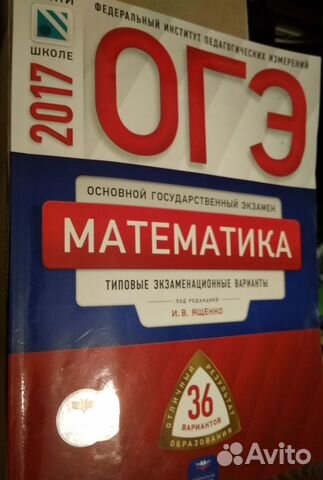 ФЕДЕРАЛЬНЫЙ ИНСТИТУТ ПЕДАГОГИЧЕСКИХ ИЗМЕРЕНИЙ
ШКОЛЕ
2017
ОГЭ
ОСНОВНОЙ ГОСУДАРСТВЕННЫЙ ЭКЗАМЕН
МАТЕМАТИКА
ТИПОВЫЕ ЭКЗАМЕНАЦИОННЫЕ ВАРИАНТЫ
ПОД РЕДАКЦИЕЙ
И. В. ЯЩЕНКО
ОТЛИЧНЫЙ РЕЗУЛЬТАТ
36
ВАРИАНТОВ
ОБРАЗОВАНИЯ
Avito